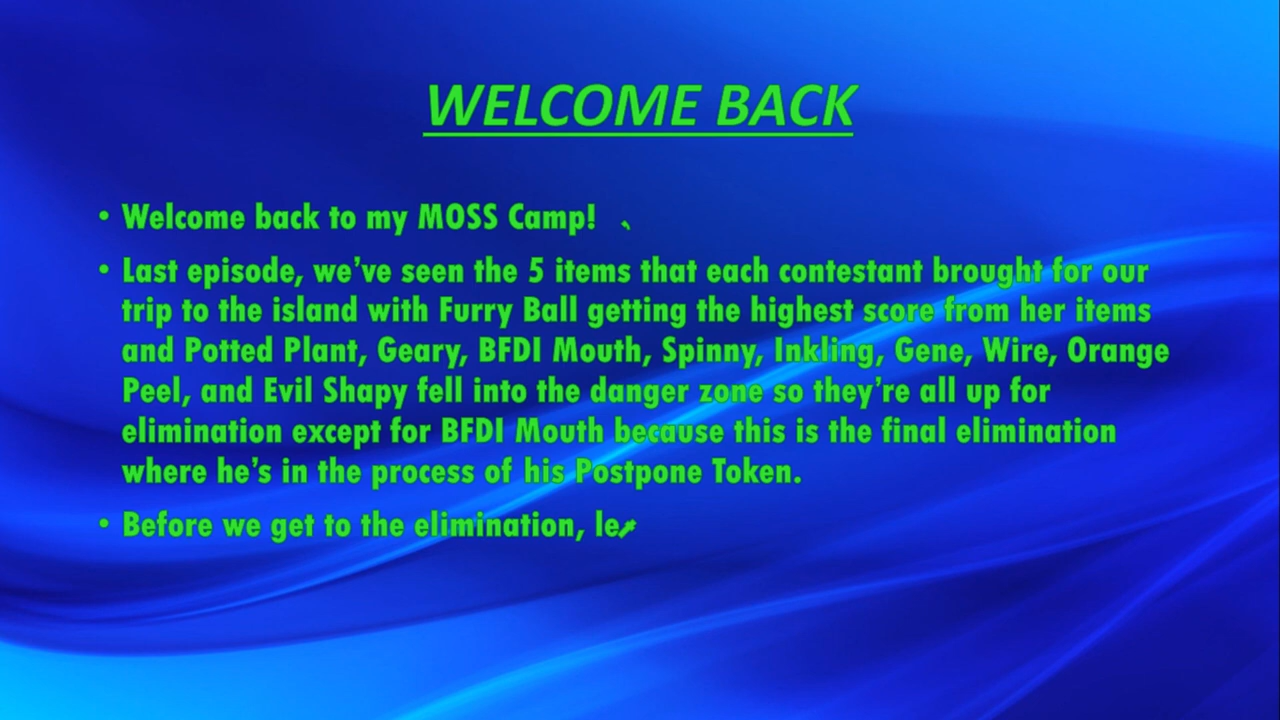 WELCOME BACK
• Welcome back to my MOSS Camp!
• Last episode, we've seen the 5 items that each contestant brought for our
trip to the island with Furry Ball getting the highest score from her items
and Potted Plant, Geary, BFDI Mouth, Spinny, Inkling, Gene, Wire, Orange
Peel, and Evil Shapy fell into the danger zone so they're all up for
elimination except for BFDI Mouth because this is the final elimination
where he's in the process of his Postpone Token.
• Before we get to the elimination, le